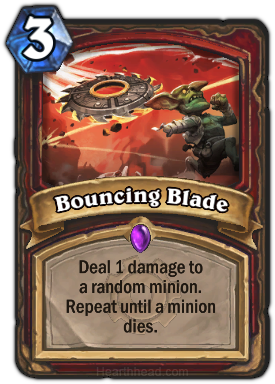 3
Bouncing Blade
Deal 1 damage to
a random minion.
Repeat until a minion
dies.
Hearthhead.com